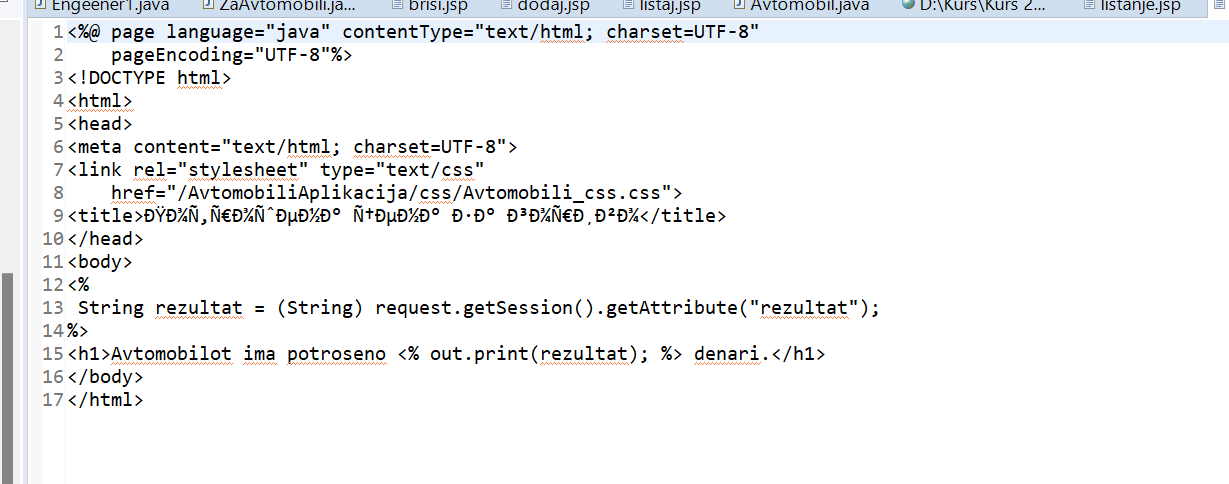 Engeener1.java ZaAvtomobili.ja... brisi.jsp dodaj.jsp listaj.jsp Avtomobil.java D:\Kurs\Kurs 2... listanje.jsp
1 <%@ page language="java" contentType="text/html; charset=UTF-8"
2     pageEncoding="UTF-8"%>
3 <!DOCTYPE html>
4 <html>
5 <head>
6 <meta content="text/html; charset=UTF-8">
7 <link rel="stylesheet" type="text/css"
8     href="/AvtomobiliAplikacija/css/Avtomobili_css.css">
9 <title>ÐŸÐ¾Ñ‚Ñ€Ð¾ÑˆÐµÐ½Ð° Ñ†ÐµÐ½Ð° Ð·Ð° Ð³Ð¾Ñ€Ð¸Ð²Ð¾</title>
10 </head>
11 <body>
12 <%
13  String rezultat = (String) request.getSession().getAttribute("rezultat");
14 %>
15 <h1>Avtomobilot ima potroseno <% out.print(rezultat); %> denari.</h1>
16 </body>
17 </html>